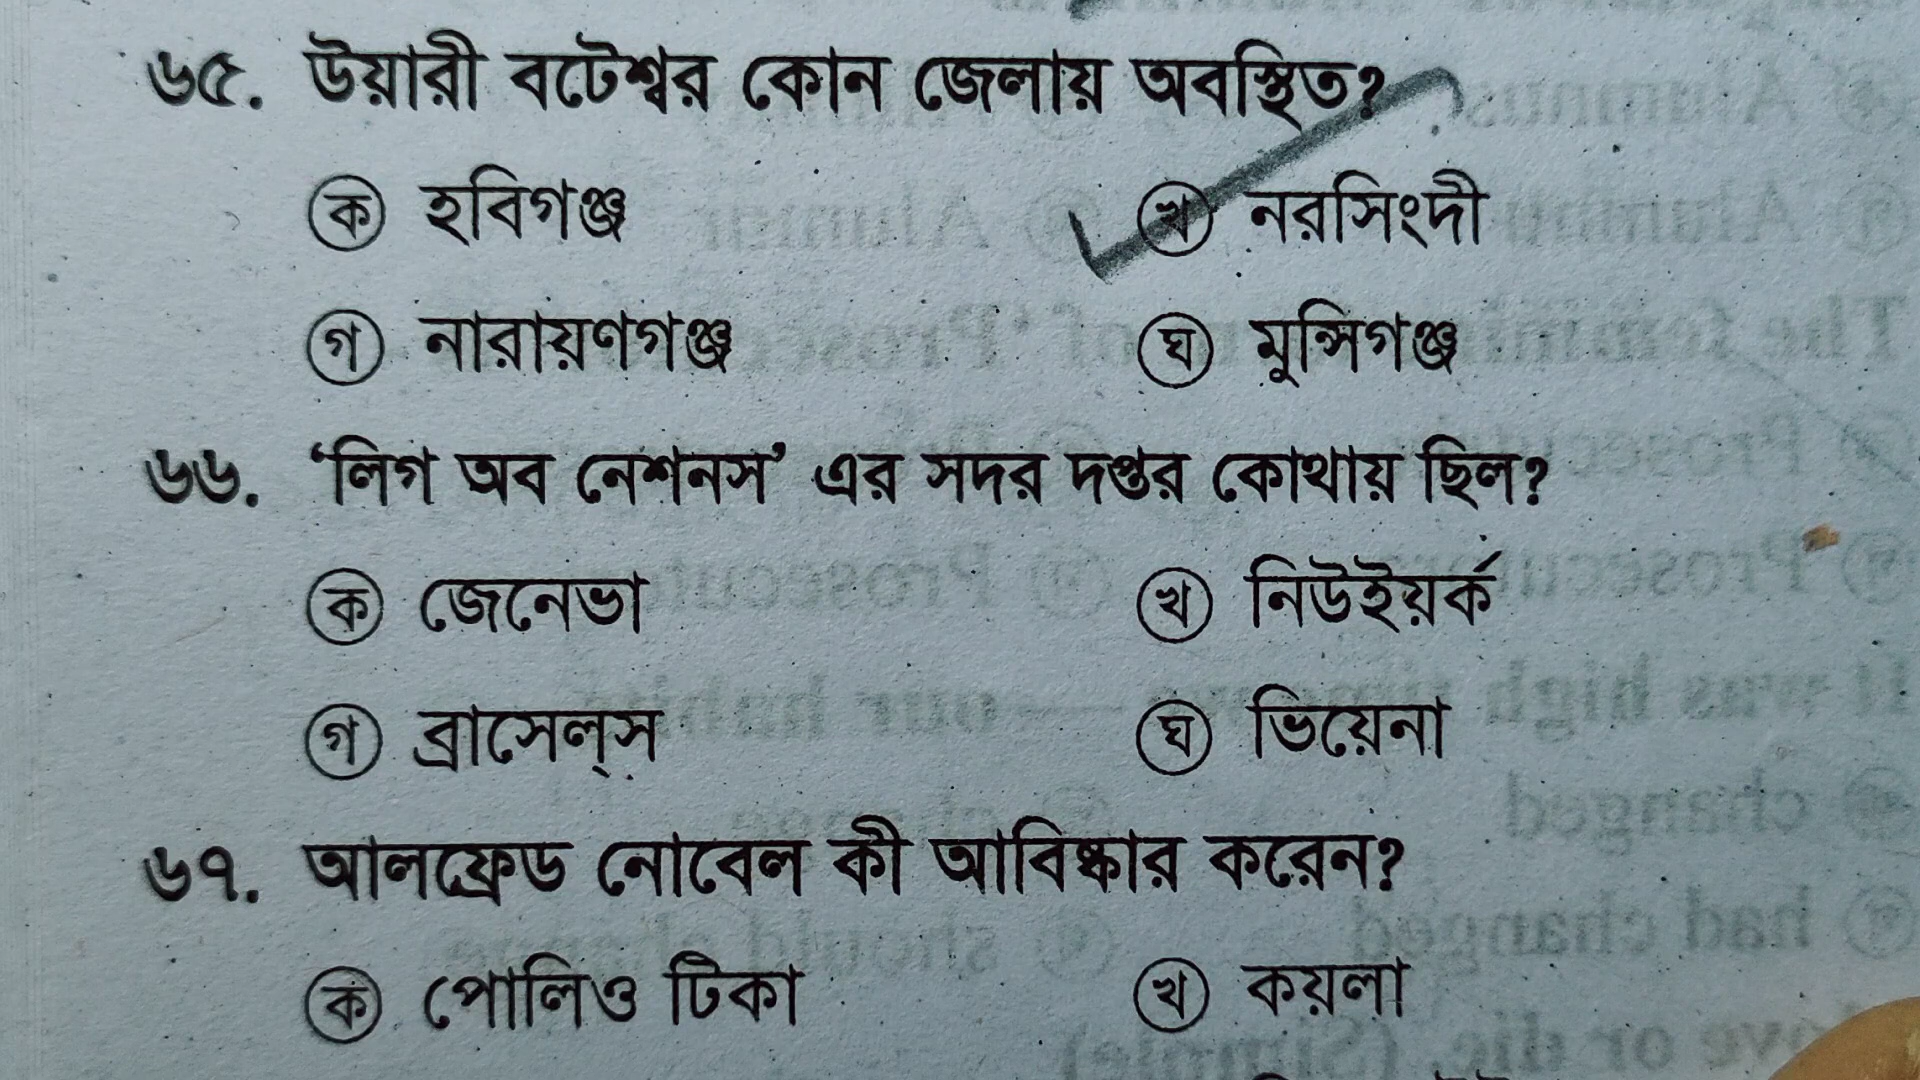 ৬৫. উয়ারী বটেশ্বর কোন জেলায় অবস্থিত?
ক হবিগঞ্জ খ নরসিংদী
গ নারায়ণগঞ্জ ঘ মুন্সিগঞ্জ
৬৬. ‘লিগ অব নেশনস’ এর সদর দপ্তর কোথায় ছিল?
ক জেনেভা খ নিউইয়র্ক
গ ব্রাসেল্‌স ঘ ভিয়েনা
৬৭. আলফ্রেড নোবেল কী আবিষ্কার করেন?
ক পোলিও টিকা খ কয়লা